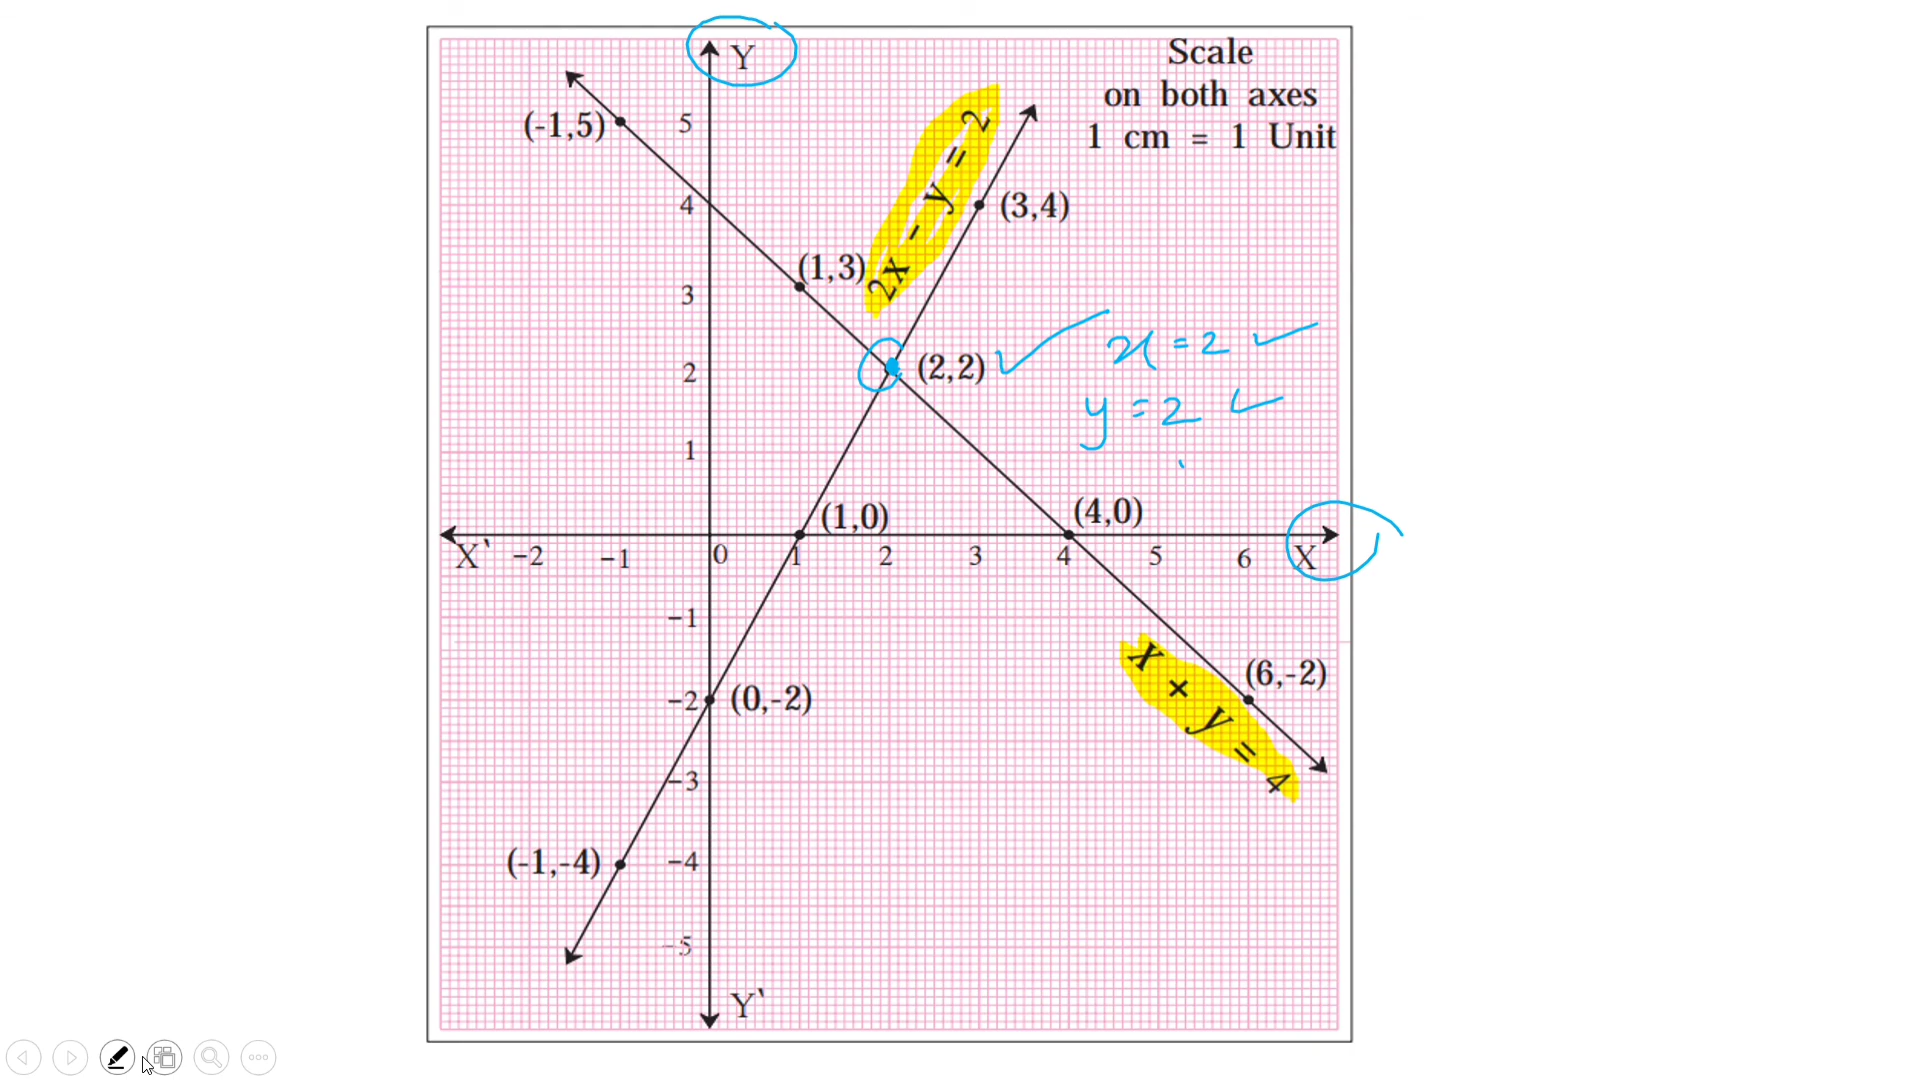 Y
Scale
on both axes
1 cm = 1 Unit
(-1,5)
5
2x - y = 2
4
(3,4)
(1,3)
3
x = 2
2
(2,2)
y = 2
1
(1,0)
(4,0)
X`
-2
-1
0
1
2
3
4
5
6
X
-1
x + y = 4
(6,-2)
-2
(0,-2)
-3
(-1,-4)
-4
-5
Y`